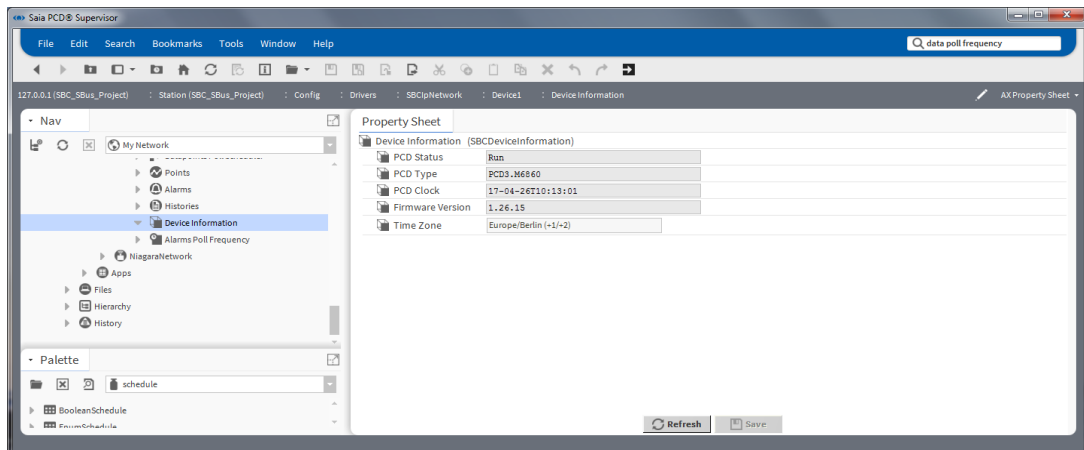 Saia PCD® Supervisor
File Edit Search Bookmarks Tools Window Help
data poll frequency
127.0.0.1 (SBC_SBus_Project) : Station (SBC_SBus_Project) : Config : Drivers : SBCIpNetwork : Device1 : Device Information
AX Property Sheet
Nav
My Network
Points
Alarms
Histories
Device Information
Alarms Poll Frequency
NiagaraNetwork
Apps
Files
Hierarchy
History
Palette
schedule
BooleanSchedule
EnumSchedule
Property Sheet
Device Information (SBCDeviceInformation)
PCD Status Run
PCD Type PCD3.M6860
PCD Clock 17-04-26T10:13:01
Firmware Version 1.26.15
Time Zone Europe/Berlin (+1/+2)
Refresh Save